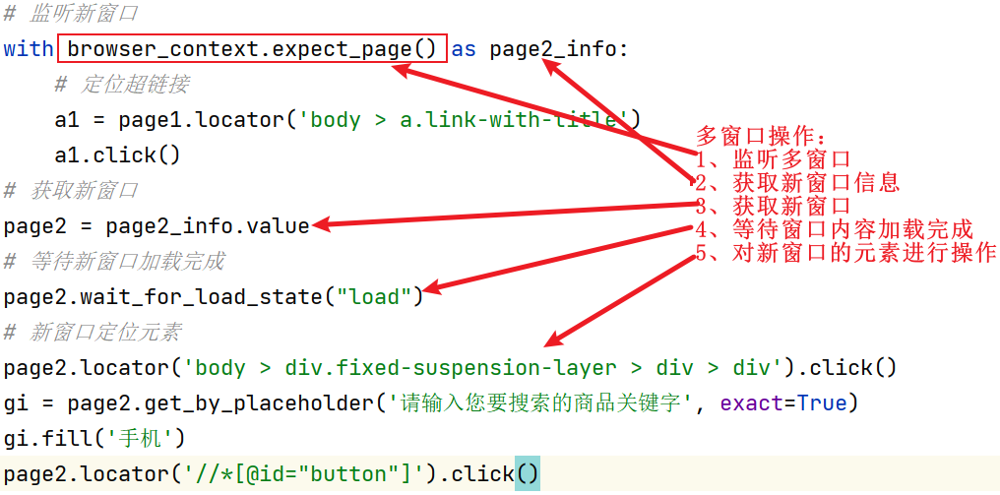 # 监听新窗口
with browser_context.expect_page() as page2_info:
# 定位超链接
a1 = page1.locator('body > a.link-with-title')
a1.click()
# 获取新窗口
page2 = page2_info.value
# 等待新窗口加载完成
page2.wait_for_load_state("load")
# 新窗口定位元素
page2.locator('body > div.fixed-suspension-layer > div > div').click()
gi = page2.get_by_placeholder('请输入您要搜索的商品关键字', exact=True)
gi.fill('手机')
page2.locator('//*[@id="button"]').click()
多窗口操作：
1、监听多窗口
2、获取新窗口信息
3、获取新窗口
4、等待窗口内容加载完成
5、对新窗口的元素进行操作